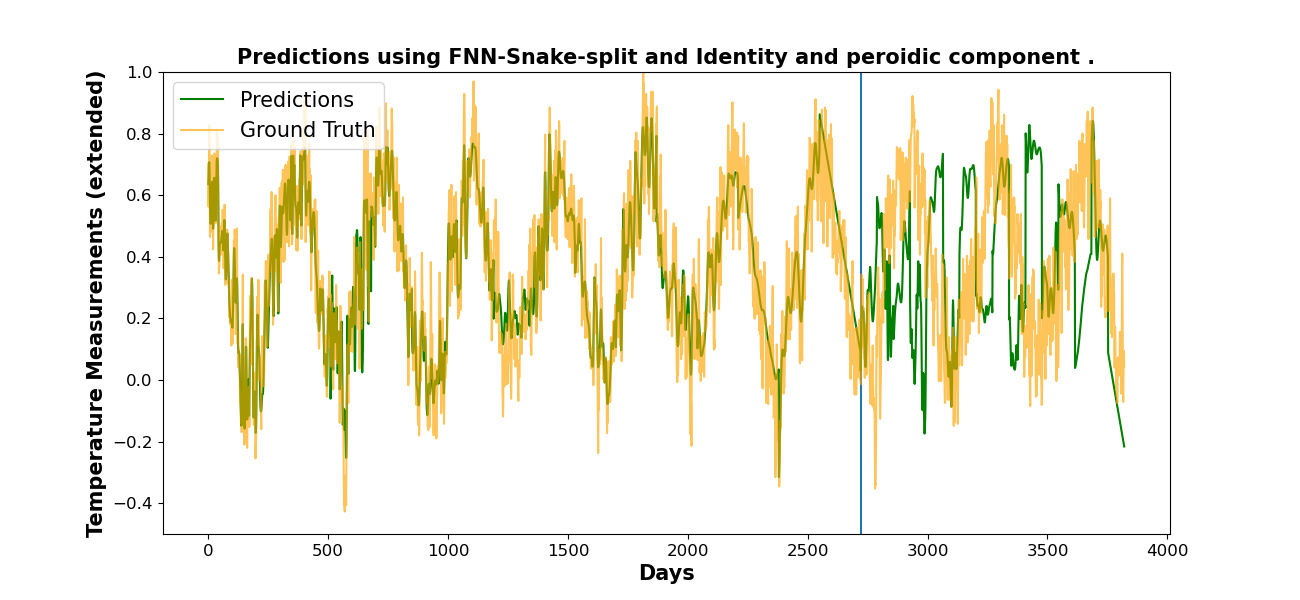 Predictions using FNN-Snake-split and Identity and peroidic component .
Predictions
Ground Truth
Temperature Measurements (extended)
1.0
0.8
0.6
0.4
0.2
0.0
−0.2
−0.4
0 500 1000 1500 2000 2500 3000 3500 4000
Days